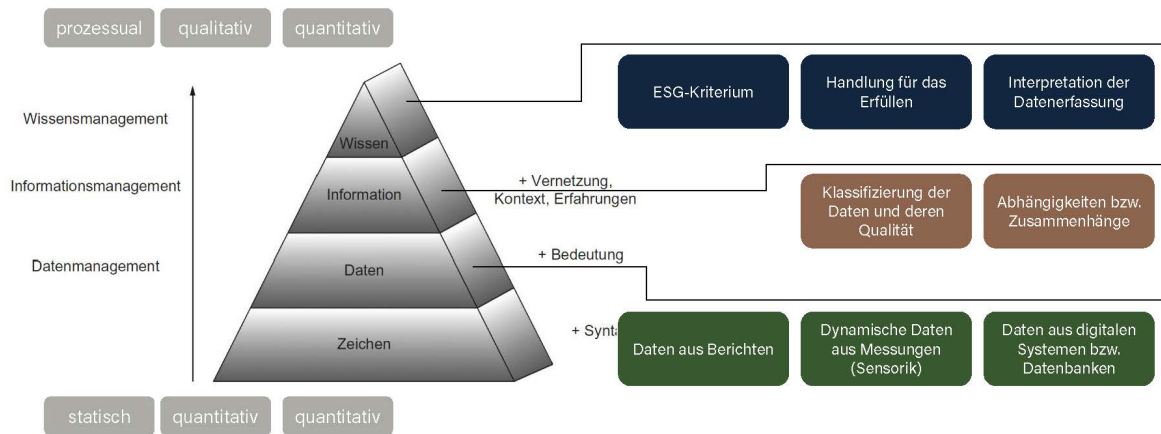 prozessual
qualitativ
quantitativ
Wissensmanagement
Informationsmanagement
Datenmanagement
Wissen
Information
Daten
Zeichen
+ Vernetzung,
Kontext, Erfahrungen
+ Bedeutung
+ Synta
ESG-Kriterium
Handlung für das
Erfüllen
Interpretation der
Datenerfassung
Klassifizierung der
Daten und deren
Qualität
Abhängigkeiten bzw.
Zusammenhänge
Daten aus Berichten
Dynamische Daten
aus Messungen
(Sensorik)
Daten aus digitalen
Systemen bzw.
Datenbanken
statisch
quantitativ
quantitativ